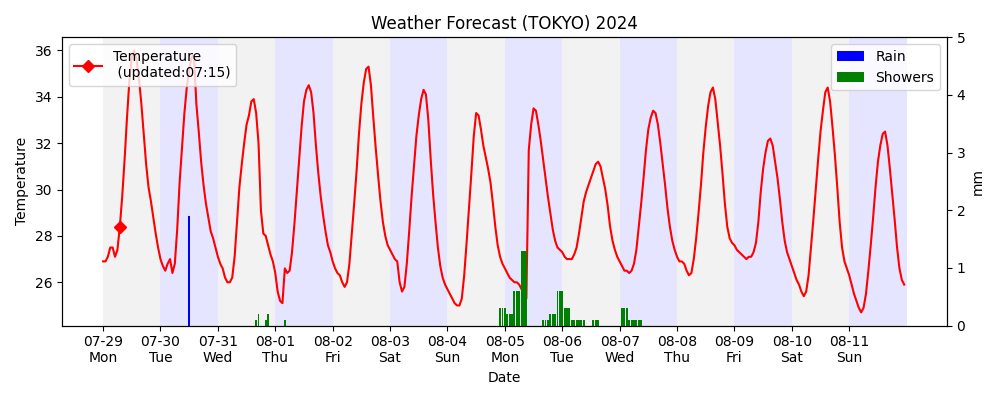 Weather Forecast (TOKYO) 2024
Temperature
(updated:07:15)
Rain
Showers
Temperature
36
34
32
30
28
26
5
4
3
2
1
0
mm
07-29 07-30 07-31 08-01 08-02 08-03 08-04 08-05 08-06 08-07 08-08 08-09 08-10 08-11
Mon Tue Wed Thu Fri Sat Sun Mon Tue Wed Thu Fri Sat Sun
Date